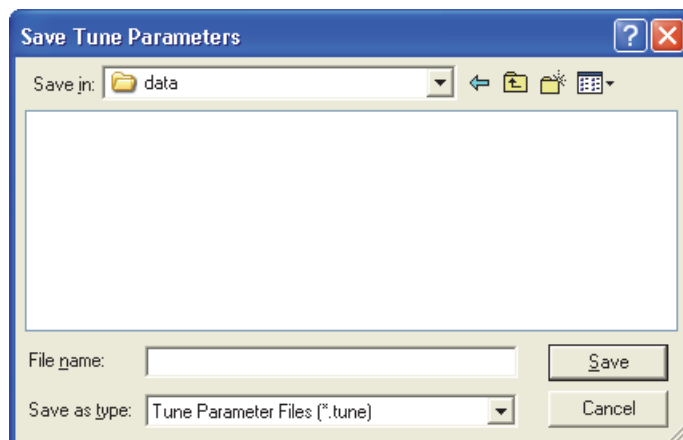 Save Tune Parameters
Save in: data
File name: Save
Save as type: Tune Parameter Files (*.tune) Cancel